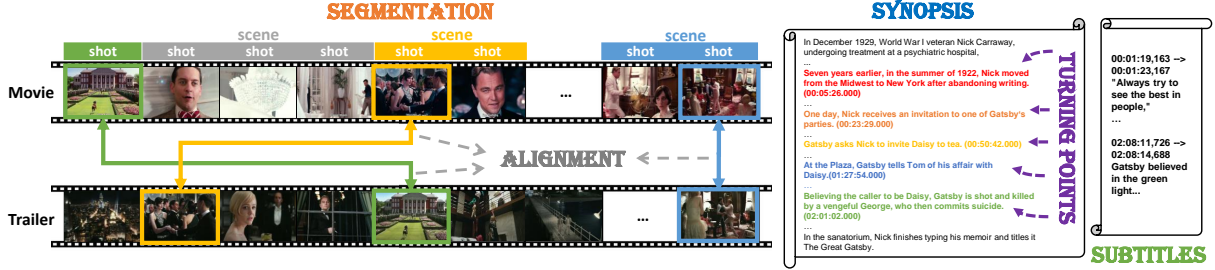 SEGMENTATION
scene
scene
scene
shot
shot
shot
shot
shot
shot
shot
shot
Movie
...
ALIGNMENT
Trailer
...
SYNOPSIS
In December 1929, World War I veteran Nick Carraway,
undergoing treatment at a psychiatric hospital,
...
Seven years earlier, in the summer of 1922, Nick moved
from the Midwest to New York after abandoning writing.
(00:05:26.000)
...
One day, Nick receives an invitation to one of Gatsby's
parties. (00:23:29.000)
...
Gatsby asks Nick to invite Daisy to tea. (00:50:42.000)
...
At the Plaza, Gatsby tells Tom of his affair with
Daisy.(01:27:54.000)
...
Believing the caller to be Daisy, Gatsby is shot and killed
by a vengeful George, who then commits suicide.
(02:01:02.000)
...
In the sanatorium, Nick finishes typing his memoir and titles it
The Great Gatsby.
TURNING POINTS
00:01:19,163 -->
00:01:23,167
"Always try to
see the best in
people,"
...
02:08:11,726 -->
02:08:14,688
Gatsby believed
in the green
light...
SUBTITLES